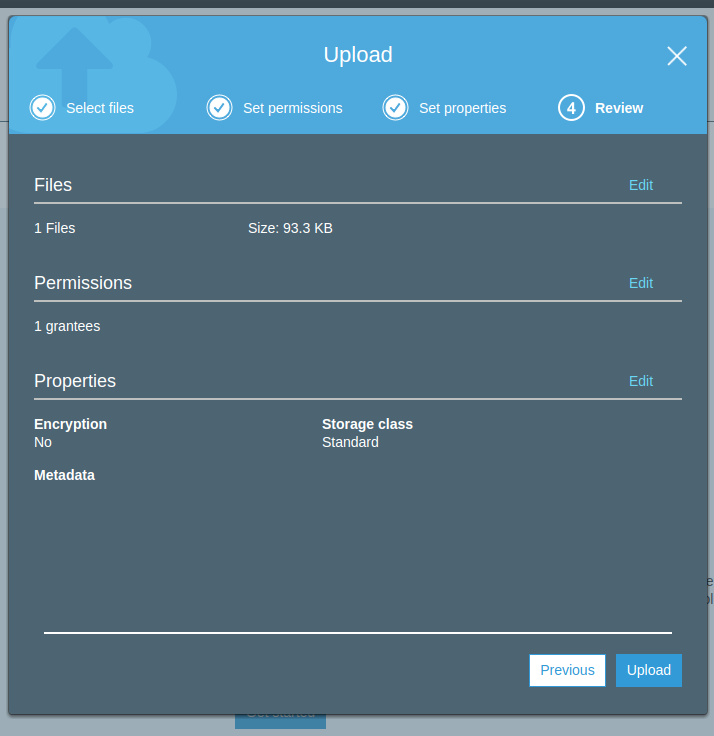 Upload
Select files
Set permissions
Set properties
4 Review
Files Edit
1 Files Size: 93.3 KB
Permissions Edit
1 grantees
Properties Edit
Encryption Storage class
No Standard
Metadata
Previous Upload